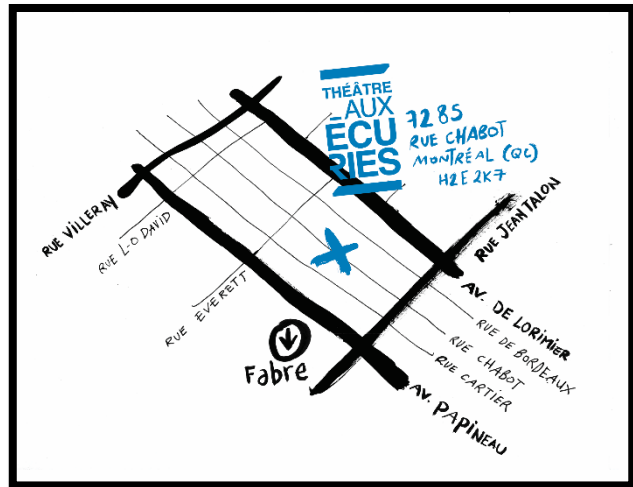 THÉÂTRE
AUX
ÉCU
RIES
7285
RUE CHABOT
MONTRÉAL (QC)
H2E 2K7
RUE VILLERAY
RUE L-O DAVID
RUE EVERETT
Fabre
RUE JEAN TALON
AV. DE LORIMIER
RUE DE BORDEAUX
RUE CHABOT
RUE CARTIER
AV. PAPINEAU